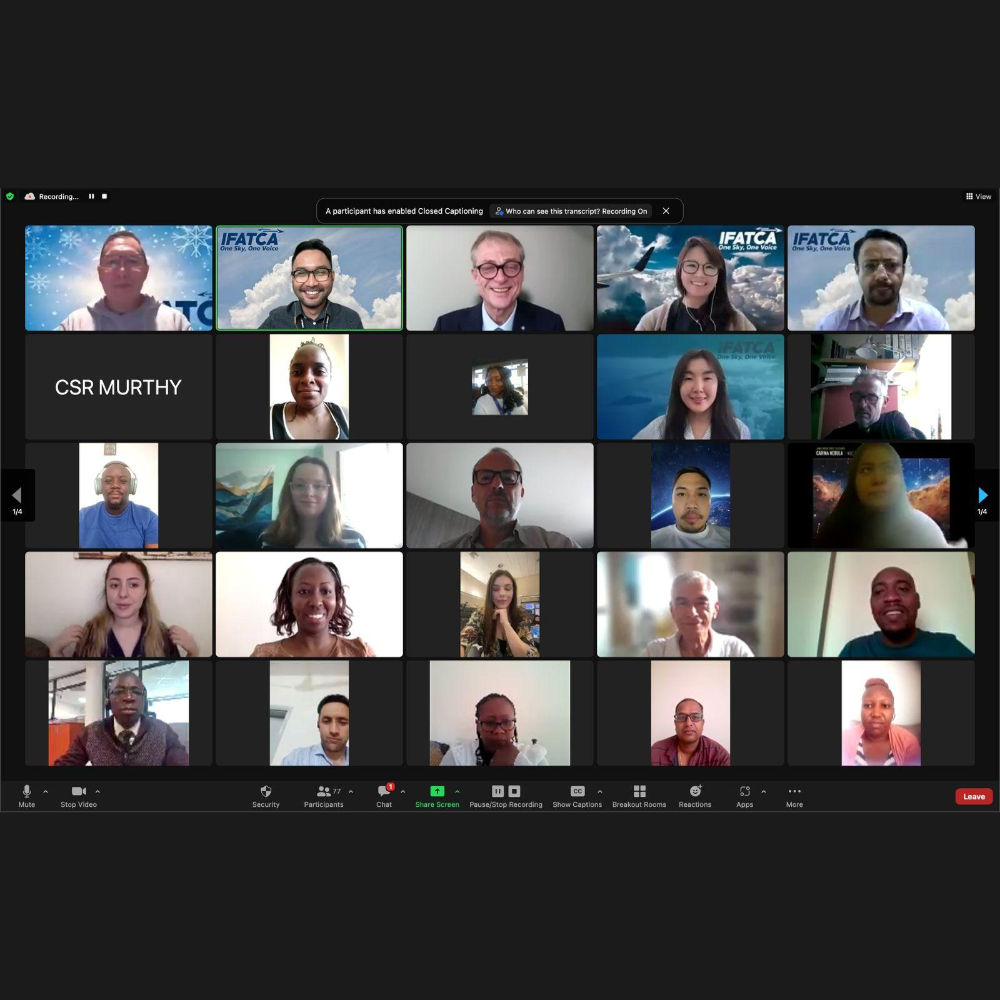 Recording...
View
A participant has enabled Closed Captioning
Who can see this transcript? Recording On
IFATCA
One Sky, One Voice
IFATCA
One Sky, One Voice
IFATCA
One Sky, One Voice
ATC
CSR MURTHY
IFATCA
One Sky, One Voice
CARINA NEBULA
1/4
1/4
Mute
Stop Video
Security
77
Participants
1
Chat
Share Screen
Pause/Stop Recording
CC
Show Captions
Breakout Rooms
Reactions
Apps
More
Leave